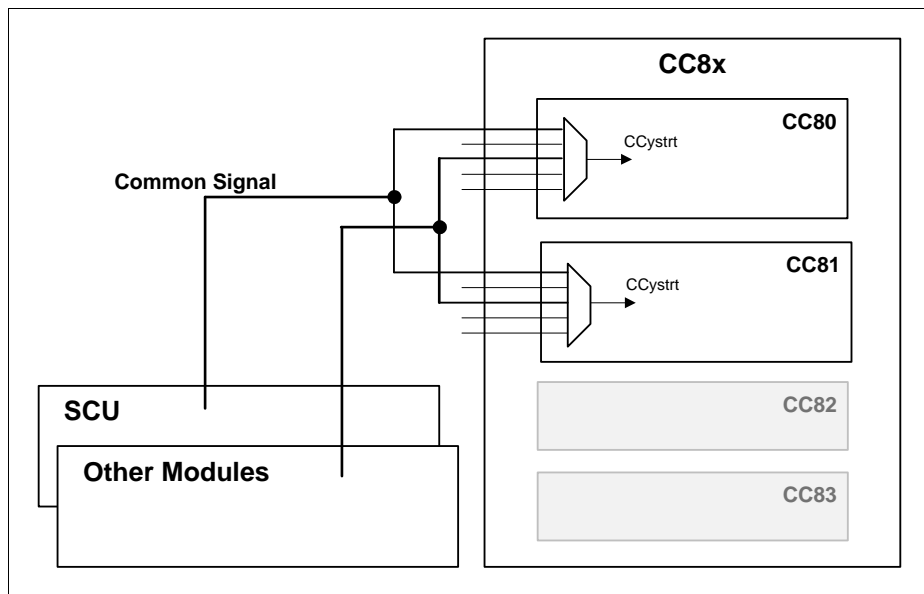 CC8x
CC80
CCystrt
Common Signal
CC81
CCystrt
SCU
CC82
Other Modules
CC83